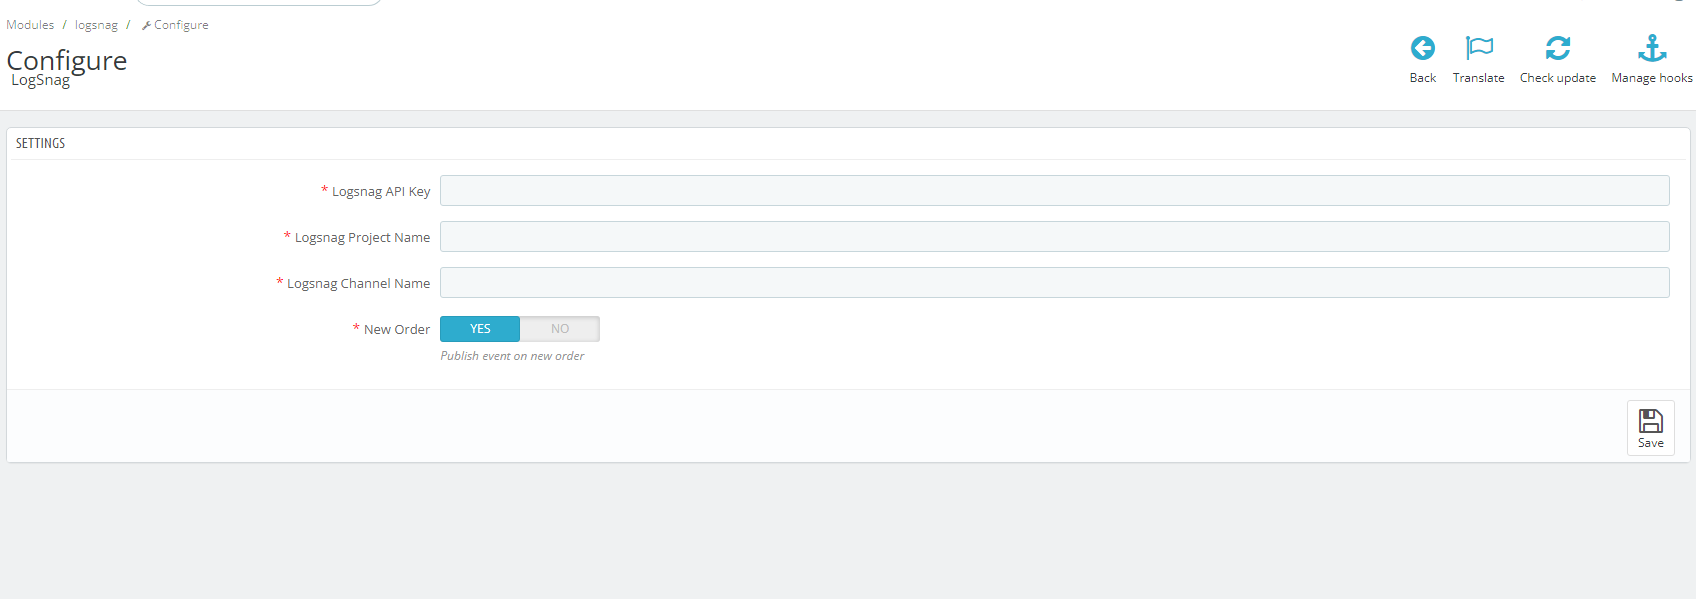 Modules / logsnag / Configure
Configure
LogSnag
Back Translate Check update Manage hooks
SETTINGS
* Logsnag API Key
* Logsnag Project Name
* Logsnag Channel Name
* New Order YES NO
Publish event on new order
Save